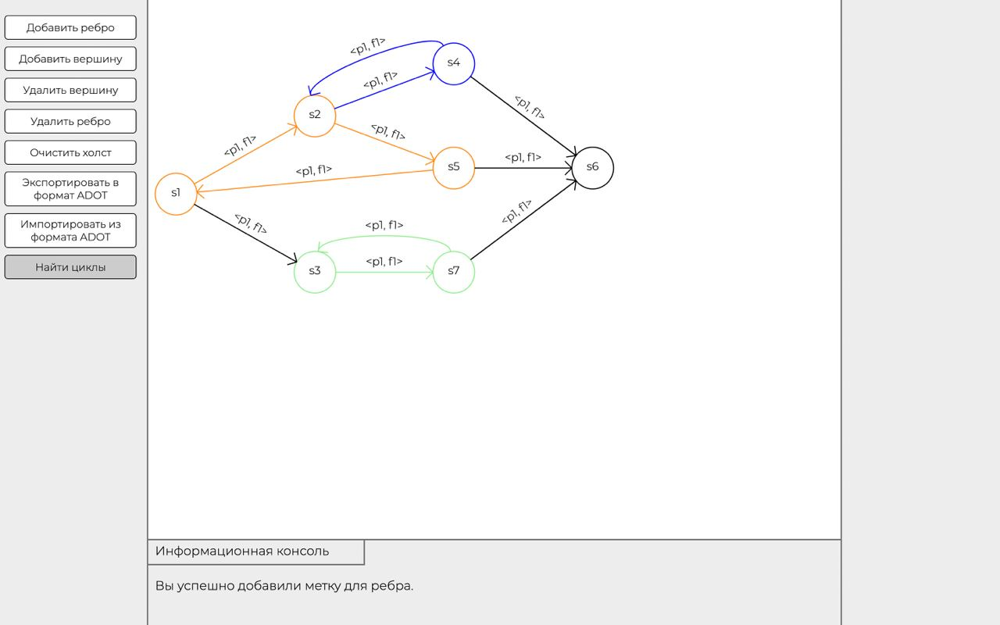 Добавить ребро
Добавить вершину
Удалить вершину
Удалить ребро
Очистить холст
Экспортировать в
формат ADOT
Импортировать из
формата ADOT
Найти циклы
<p1, f1>
s4
<p1, f1>
<p1, f1>
s2
<p1, f1>
<p1, f1>
<p1, f1>
s5
s6
<p1, f1>
s1
<p1, f1>
<p1, f1>
<p1, f1>
<p1, f1>
s3
s7
Информационная консоль
Вы успешно добавили метку для ребра.